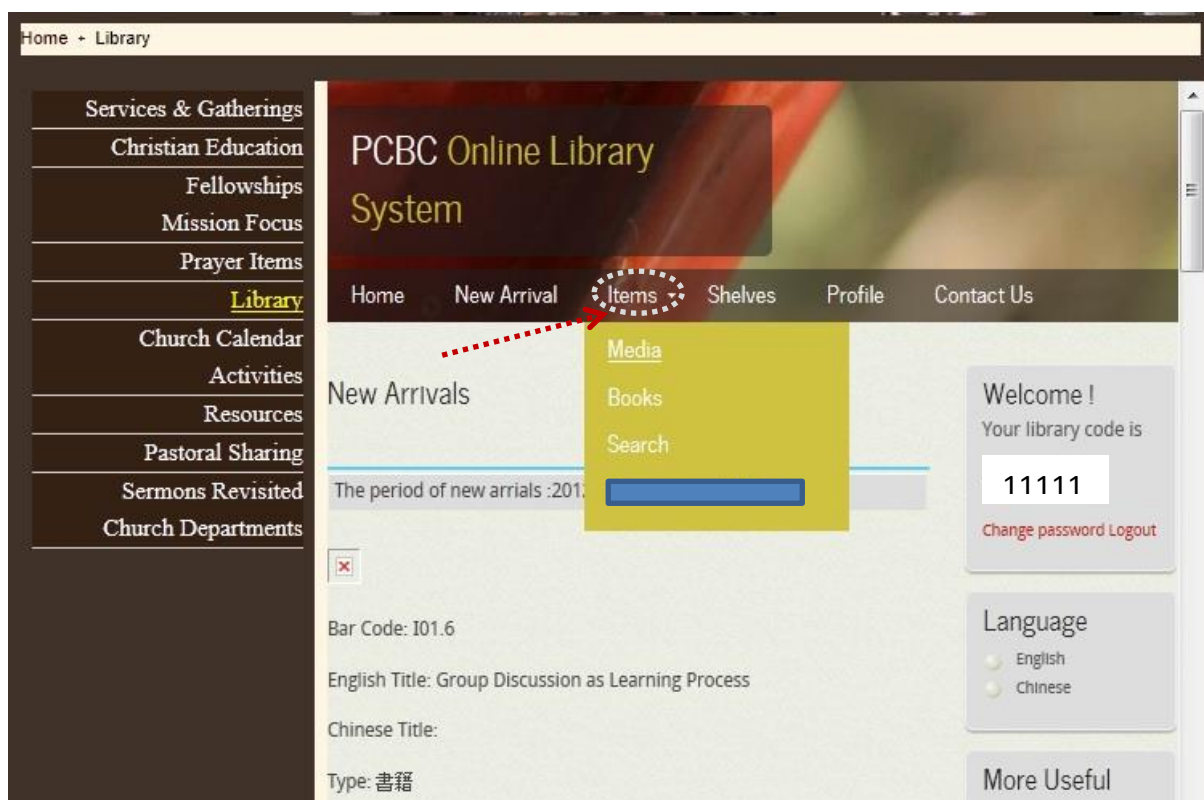 Home + Library
Services & Gatherings
Christian Education
Fellowships
Mission Focus
Prayer Items
Library
Church Calendar
Activities
Resources
Pastoral Sharing
Sermons Revisited
Church Departments
PCBC Online Library
System
Home New Arrival Items Shelves Profile Contact Us
Media
Books
Search
New Arrivals
The period of new arrials :201
Bar Code: I01.6
English Title: Group Discussion as Learning Process
Chinese Title:
Type: 書籍
Welcome !
Your library code is
11111
Change password Logout
Language
English
Chinese
More Useful